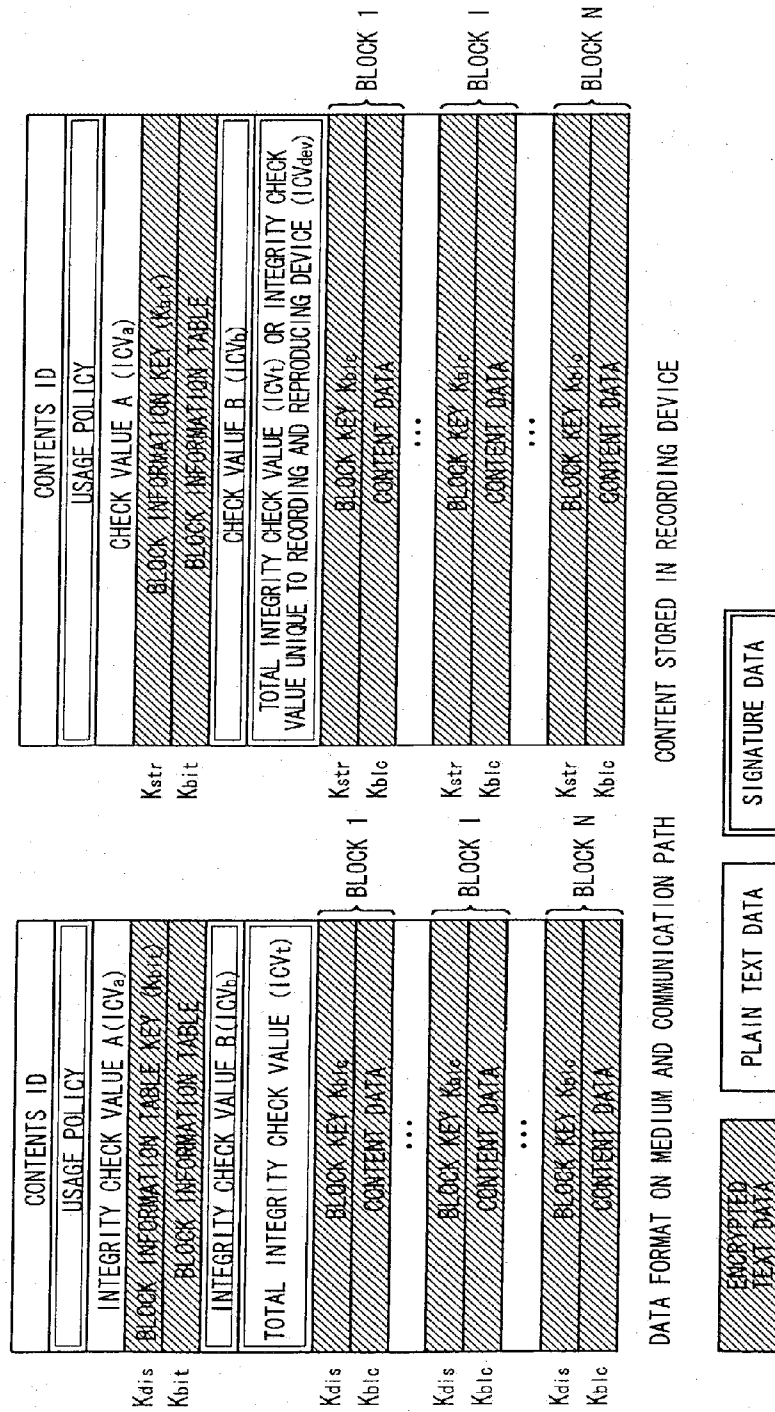 CONTENTS ID
USAGE POLICY
INTEGRITY CHECK VALUE A(ICVa)
Kdis
BLOCK INFORMATION TABLE KEY (Kbit)
Kbit
BLOCK INFORMATION TABLE
INTEGRITY CHECK VALUE B(ICVb)
TOTAL INTEGRITY CHECK VALUE (ICVt)
Kdis
BLOCK KEY Kblc
Kblc
CONTENT DATA
BLOCK 1
...
Kdis
BLOCK KEY Kblc
Kblc
CONTENT DATA
BLOCK I
...
Kdis
BLOCK KEY Kblc
Kblc
CONTENT DATA
BLOCK N
DATA FORMAT ON MEDIUM AND COMMUNICATION PATH
CONTENTS ID
USAGE POLICY
CHECK VALUE A (ICVa)
Kstr
BLOCK INFORMATION KEY (Kbit)
Kbit
BLOCK INFORMATION TABLE
CHECK VALUE B (ICVb)
TOTAL INTEGRITY CHECK VALUE (ICVt) OR INTEGRITY CHECK
VALUE UNIQUE TO RECORDING AND REPRODUCING DEVICE (ICVdev)
Kstr
BLOCK KEY Kblc
Kblc
CONTENT DATA
BLOCK 1
...
Kstr
BLOCK KEY Kblc
Kblc
CONTENT DATA
BLOCK I
...
Kstr
BLOCK KEY Kblc
Kblc
CONTENT DATA
BLOCK N
CONTENT STORED IN RECORDING DEVICE
ENCRYPTED
TEXT DATA
PLAIN TEXT DATA
SIGNATURE DATA